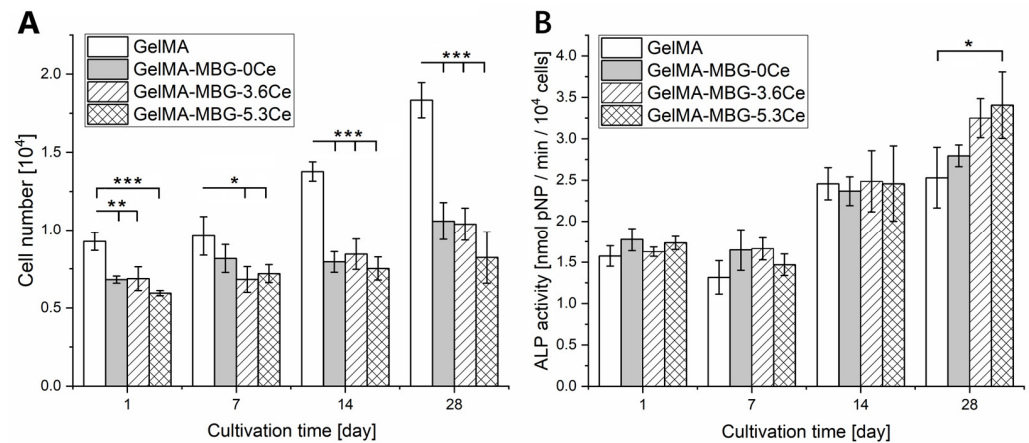 A
GelMA
GelMA-MBG-0Ce
GelMA-MBG-3.6Ce
GelMA-MBG-5.3Ce
***
**
*
***
***
2.0
1.5
1.0
0.5
0.0
Cell number [10⁴]
1 7 14 28
Cultivation time [day]
B
GelMA
GelMA-MBG-0Ce
GelMA-MBG-3.6Ce
GelMA-MBG-5.3Ce
*
4.0
3.5
3.0
2.5
2.0
1.5
1.0
0.5
0.0
ALP activity [nmol pNP / min / 10⁴ cells]
1 7 14 28
Cultivation time [day]